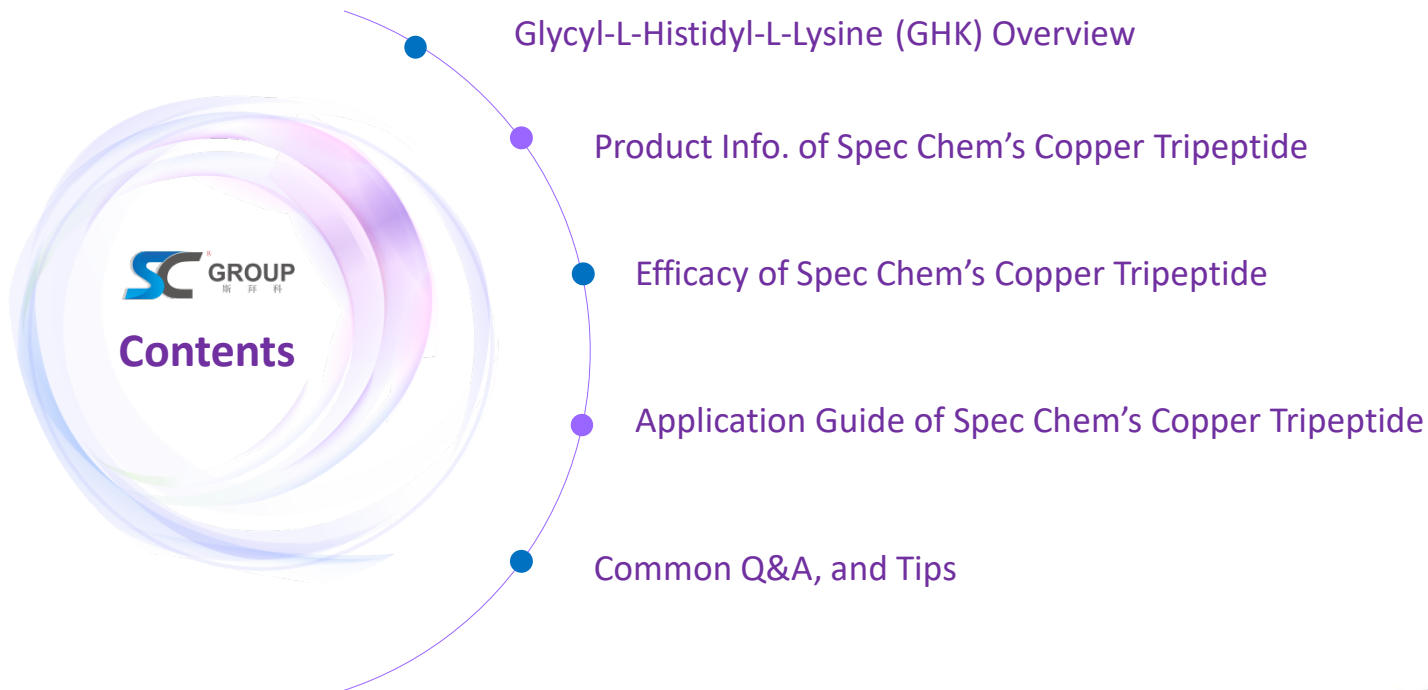 Glycyl-L-Histidyl-L-Lysine (GHK) Overview
Product Info. of Spec Chem’s Copper Tripeptide
SC® GROUP
斯 拜 科
Contents
Efficacy of Spec Chem’s Copper Tripeptide
Application Guide of Spec Chem’s Copper Tripeptide
Common Q&A, and Tips